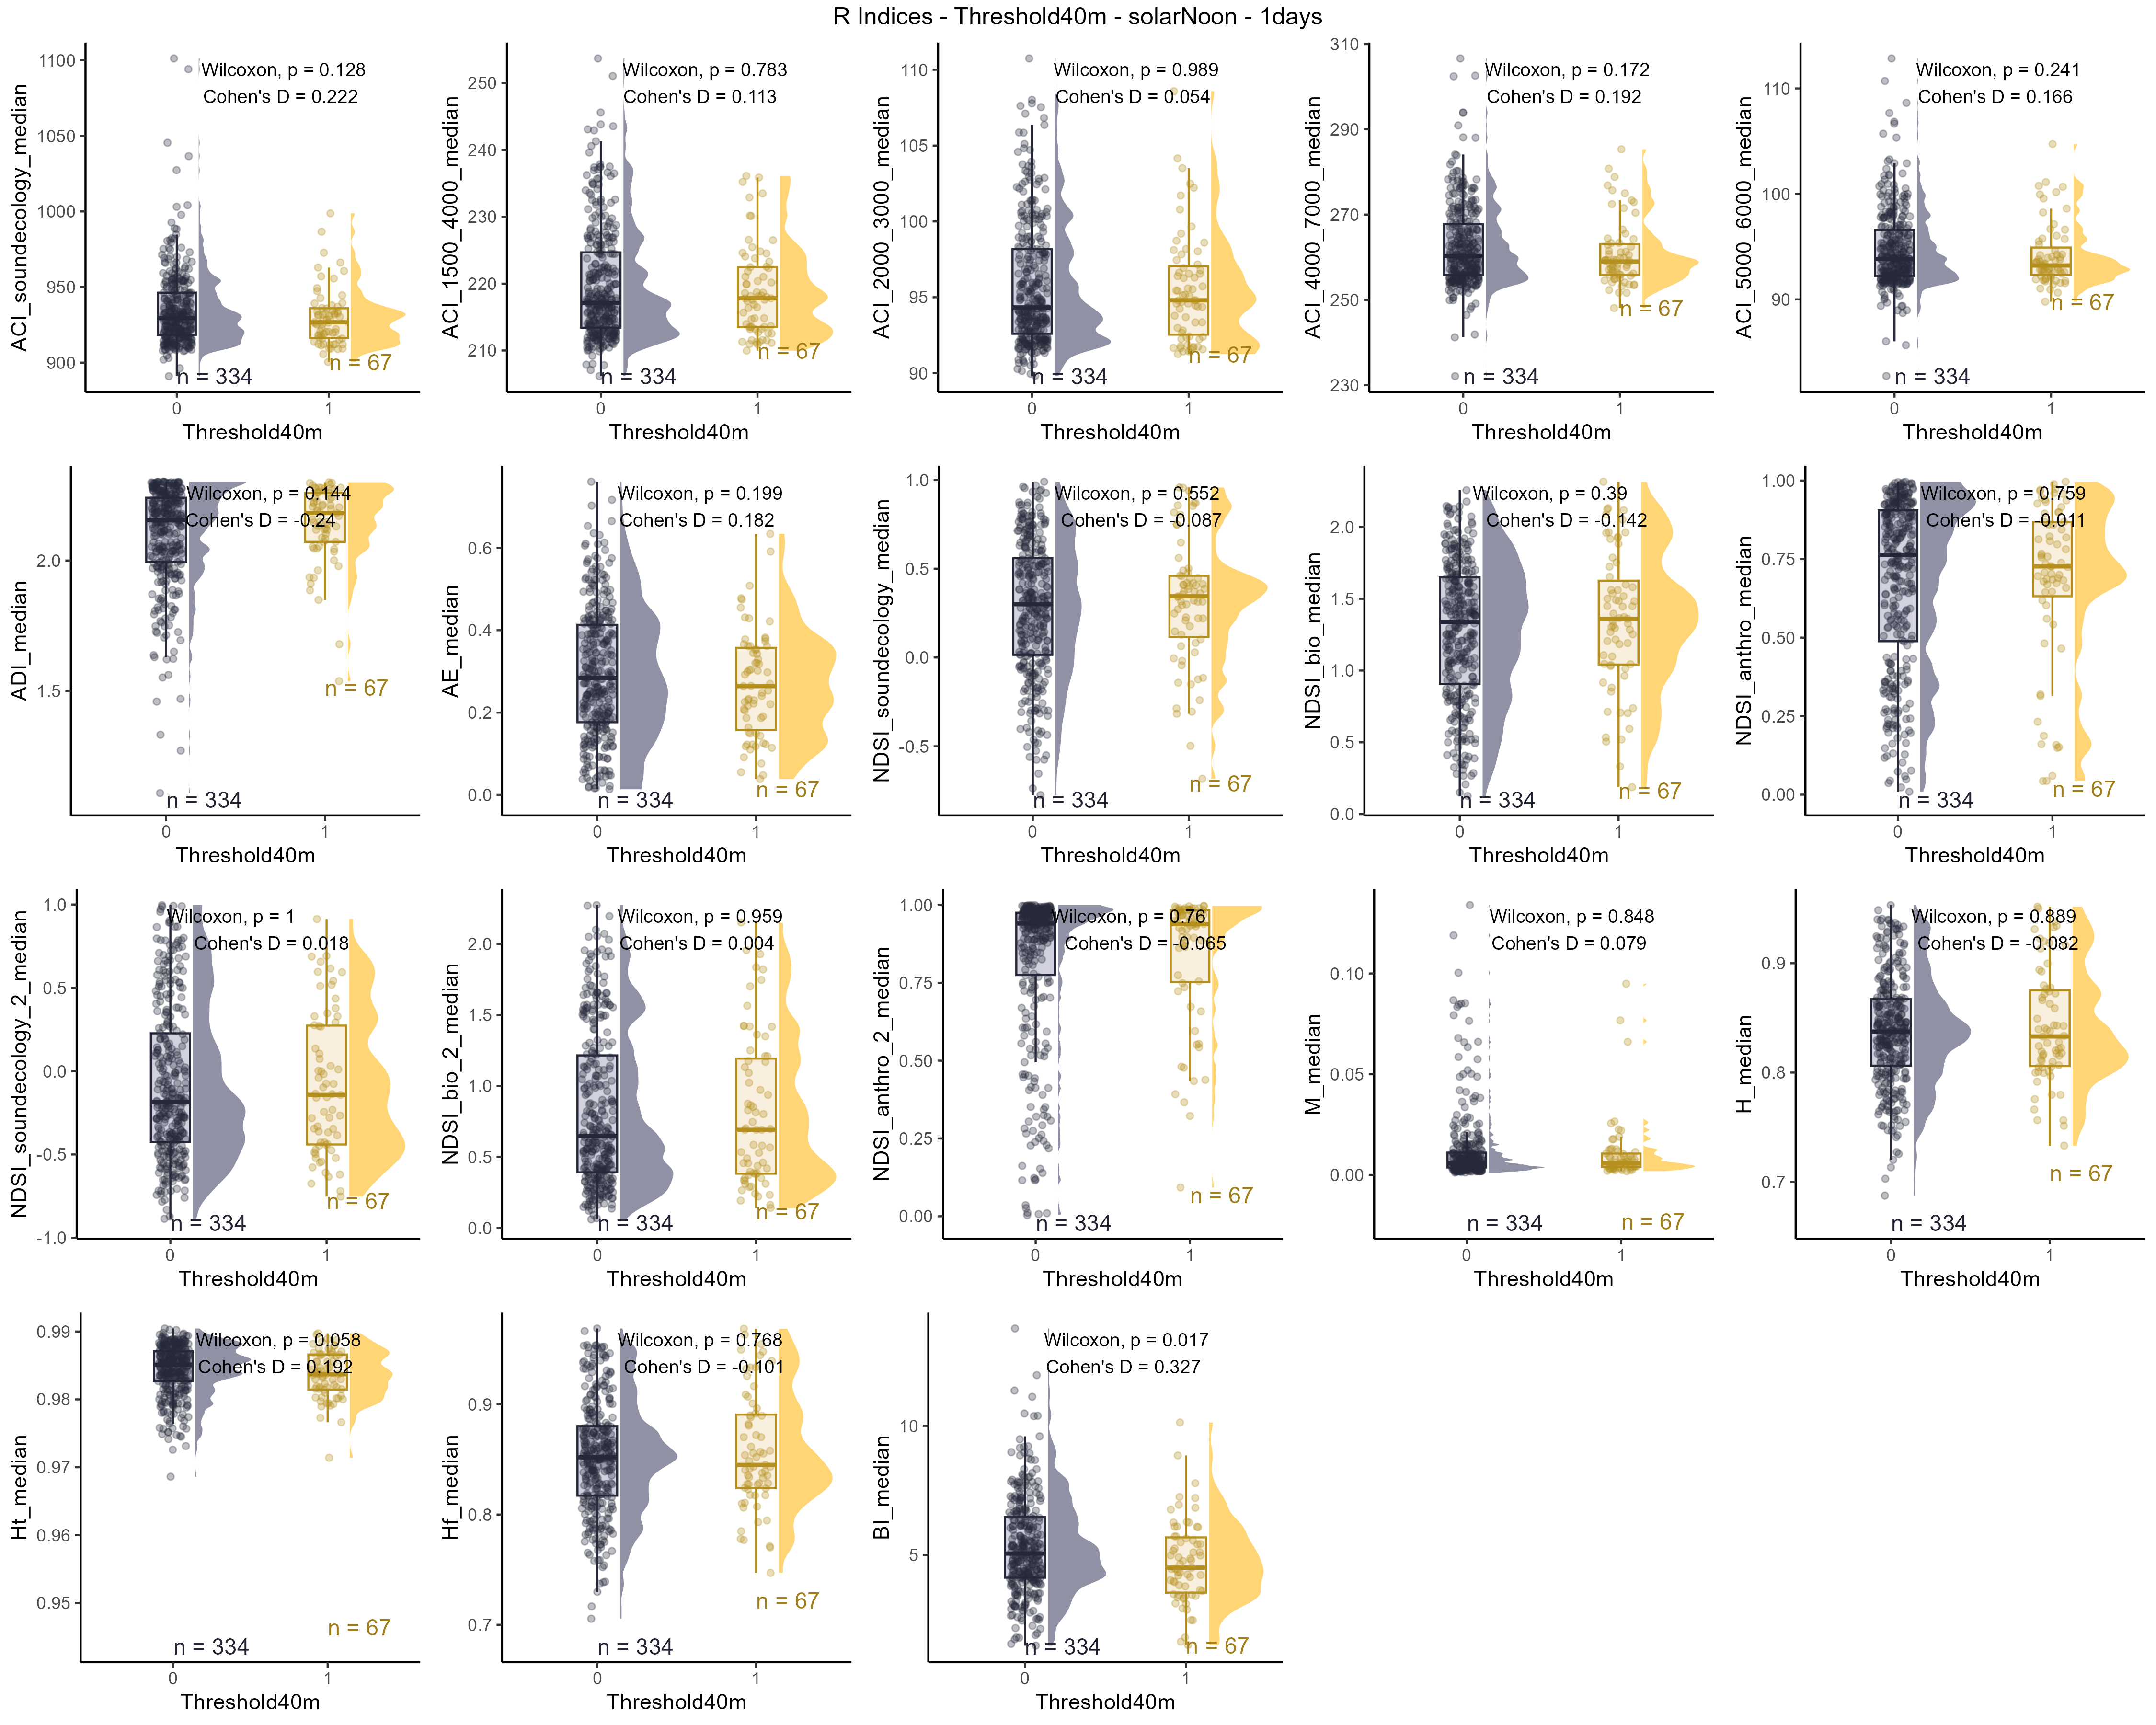 R Indices - Threshold40m - solarNoon - 1days
ACI_soundecology_median
1100
1050
1000
950
900
Wilcoxon, p = 0.128
Cohen's D = 0.222
n = 334
n = 67
0
1
Threshold40m
ACI_1500_4000_median
250
240
230
220
210
Wilcoxon, p = 0.783
Cohen's D = 0.113
n = 334
n = 67
0
1
Threshold40m
ACI_2000_3000_median
110
105
100
95
90
Wilcoxon, p = 0.989
Cohen's D = 0.054
n = 334
n = 67
0
1
Threshold40m
ACI_4000_7000_median
310
290
270
250
230
Wilcoxon, p = 0.172
Cohen's D = 0.192
n = 334
n = 67
0
1
Threshold40m
ACI_5000_6000_median
110
100
90
Wilcoxon, p = 0.241
Cohen's D = 0.166
n = 334
n = 67
0
1
Threshold40m
ADI_median
2.0
1.5
Wilcoxon, p = 0.144
Cohen's D = -0.24
n = 334
n = 67
0
1
Threshold40m
AE_median
0.6
0.4
0.2
0.0
Wilcoxon, p = 0.199
Cohen's D = 0.182
n = 334
n = 67
0
1
Threshold40m
NDSI_soundecology_median
1.0
0.5
0.0
-0.5
Wilcoxon, p = 0.552
Cohen's D = -0.087
n = 334
n = 67
0
1
Threshold40m
NDSI_bio_median
2.0
1.5
1.0
0.5
0.0
Wilcoxon, p = 0.39
Cohen's D = -0.142
n = 334
n = 67
0
1
Threshold40m
NDSI_anthro_median
1.00
0.75
0.50
0.25
0.00
Wilcoxon, p = 0.759
Cohen's D = -0.011
n = 334
n = 67
0
1
Threshold40m
NDSI_soundecology_2_median
1.0
0.5
0.0
-0.5
-1.0
Wilcoxon, p = 1
Cohen's D = 0.018
n = 334
n = 67
0
1
Threshold40m
NDSI_bio_2_median
2.0
1.5
1.0
0.5
0.0
Wilcoxon, p = 0.959
Cohen's D = 0.004
n = 334
n = 67
0
1
Threshold40m
NDSI_anthro_2_median
1.00
0.75
0.50
0.25
0.00
Wilcoxon, p = 0.76
Cohen's D = -0.065
n = 334
n = 67
0
1
Threshold40m
M_median
0.10
0.05
0.00
Wilcoxon, p = 0.848
Cohen's D = 0.079
n = 334
n = 67
0
1
Threshold40m
H_median
0.9
0.8
0.7
Wilcoxon, p = 0.889
Cohen's D = -0.082
n = 334
n = 67
0
1
Threshold40m
Ht_median
0.99
0.98
0.97
0.96
0.95
Wilcoxon, p = 0.058
Cohen's D = 0.192
n = 334
n = 67
0
1
Threshold40m
Hf_median
0.9
0.8
0.7
Wilcoxon, p = 0.768
Cohen's D = -0.101
n = 334
n = 67
0
1
Threshold40m
BI_median
10
5
Wilcoxon, p = 0.017
Cohen's D = 0.327
n = 334
n = 67
0
1
Threshold40m